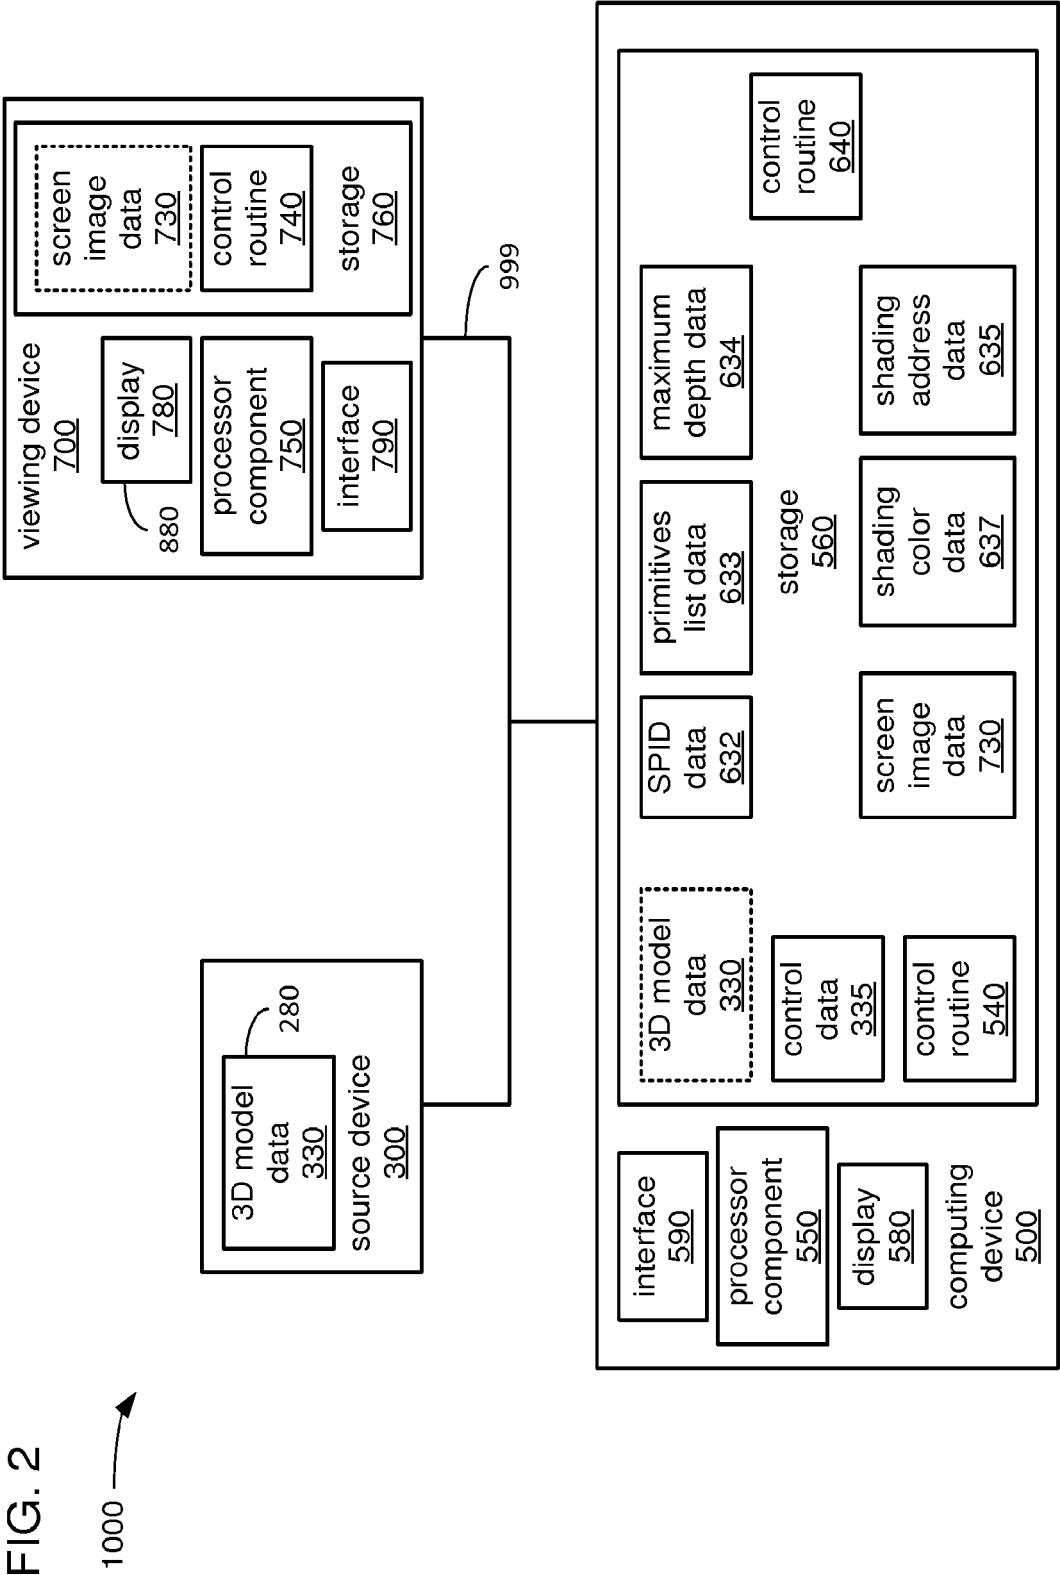 FIG. 2
1000
3D model
data
330
280
source device
300
viewing device
700
display
780
880
processor
component
750
interface
790
screen
image
data
730
control
routine
740
storage
760
999
interface
590
processor
component
550
display
580
computing
device
500
3D model
data
330
control
data
335
control
routine
540
SPID
data
632
primitives
list data
633
maximum
depth data
634
storage
560
control
routine
640
screen
image
data
730
shading
color
data
637
shading
address
data
635